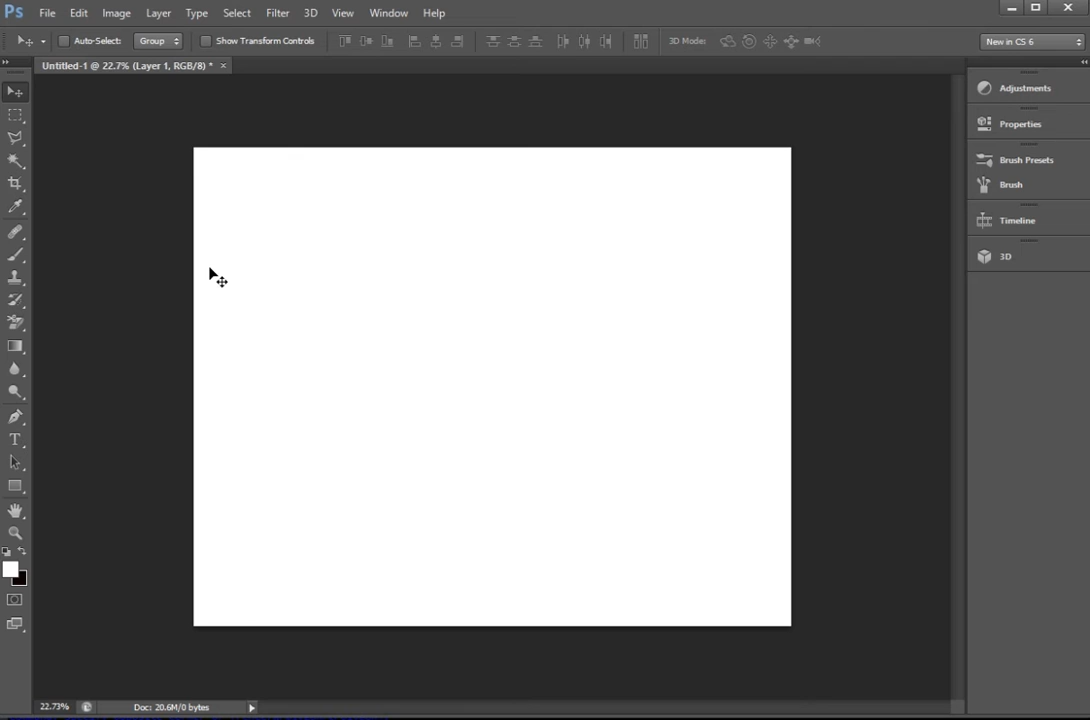 Ps File Edit Image Layer Type Select Filter 3D View Window Help
Auto-Select: Group Show Transform Controls 3D Mode: New in CS 6
Untitled-1 @ 22.7% (Layer 1, RGB/8) * ×
Adjustments
Properties
Brush Presets
Brush
Timeline
3D
T
22.73% Doc: 20.6M/0 bytes